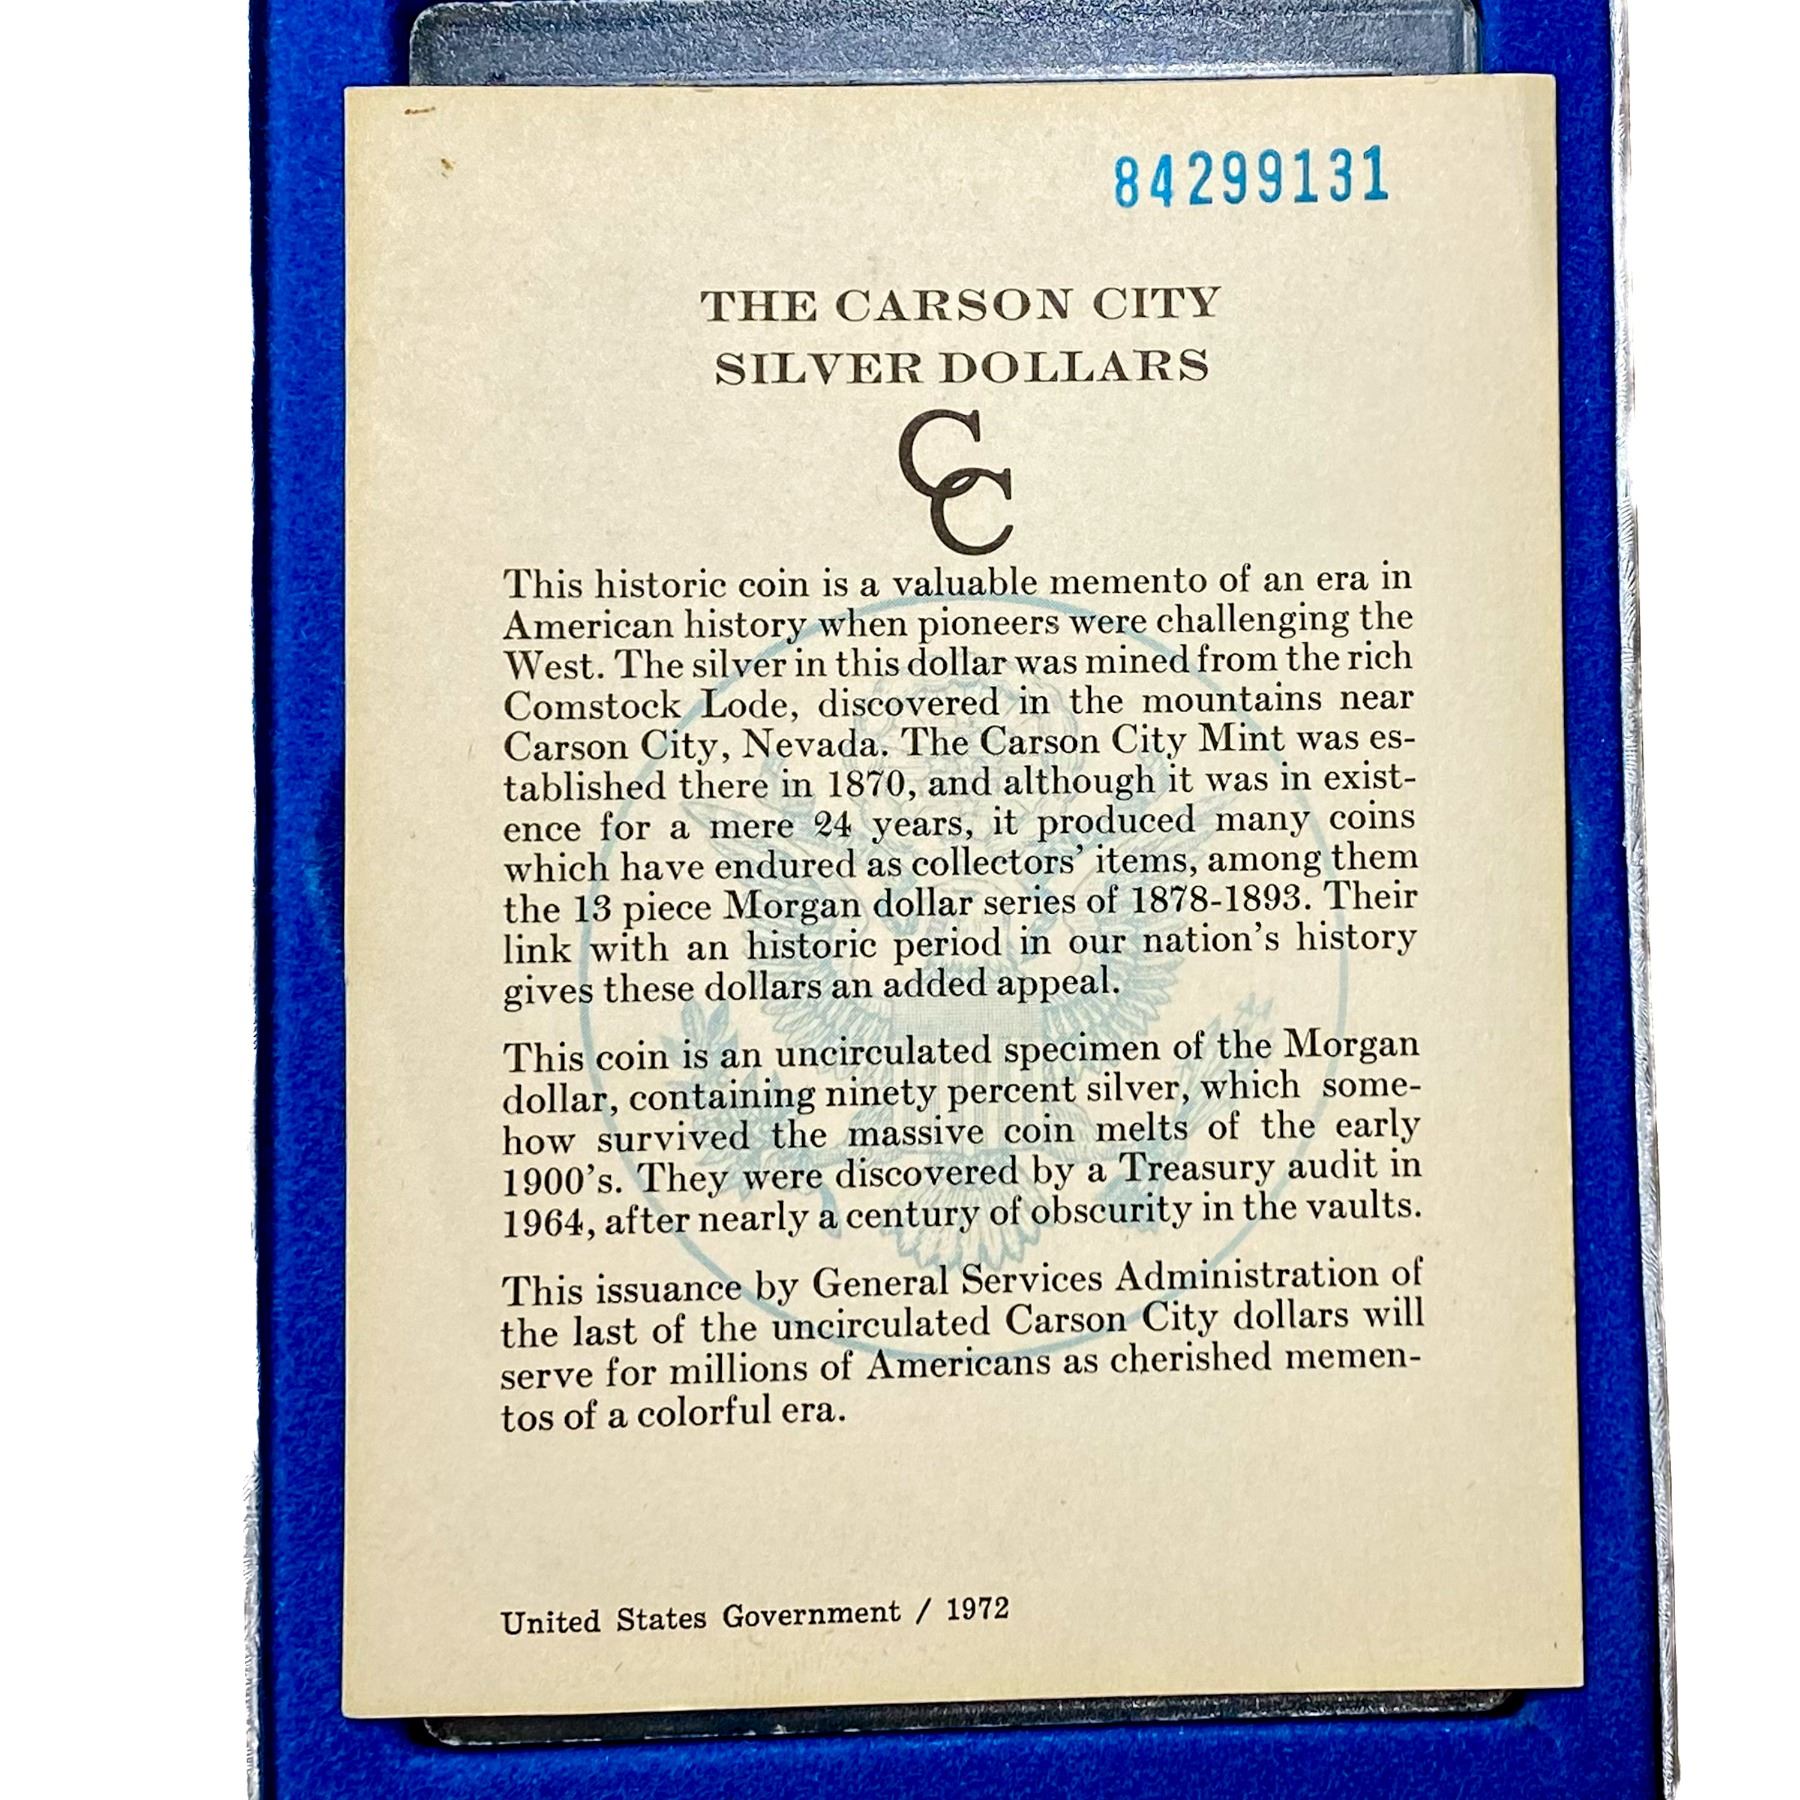 84299131
THE CARSON CITY
SILVER DOLLARS
CC
This historic coin is a valuable memento of an era in
American history when pioneers were challenging the
West. The silver in this dollar was mined from the rich
Comstock Lode, discovered in the mountains near
Carson City, Nevada. The Carson City Mint was es-
tablished there in 1870, and although it was in exist-
ence for a mere 24 years, it produced many coins
which have endured as collectors' items, among them
the 13 piece Morgan dollar series of 1878-1893. Their
link with an historic period in our nation's history
gives these dollars an added appeal.
This coin is an uncirculated specimen of the Morgan
dollar, containing ninety percent silver, which some-
how survived the massive coin melts of the early
1900's. They were discovered by a Treasury audit in
1964, after nearly a century of obscurity in the vaults.
This issuance by General Services Administration of
the last of the uncirculated Carson City dollars will
serve for millions of Americans as cherished memen-
tos of a colorful era.
United States Government / 1972